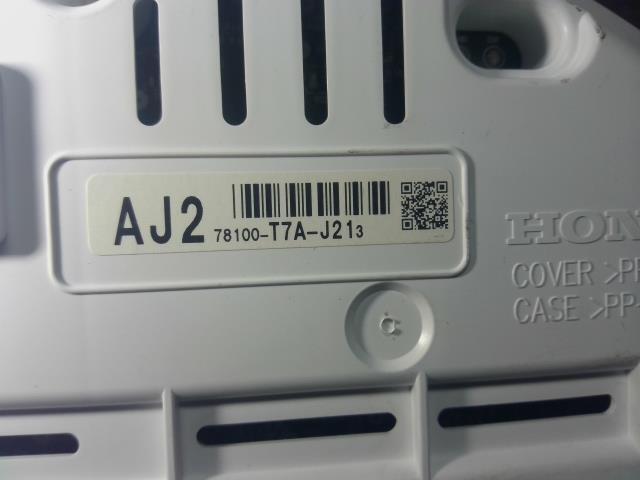 AJ2
78100-T7A-J213
HON
COVER >PP
CASE >PP-